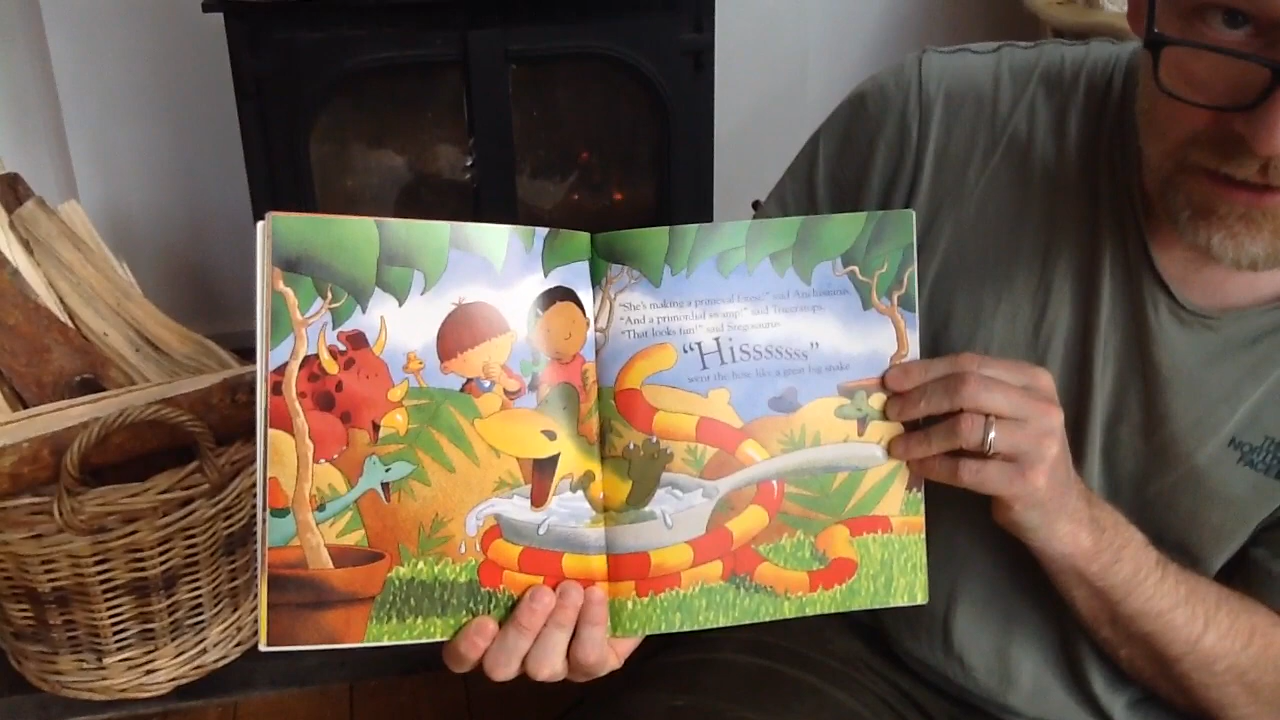 "She's making a primeval forest!" said Anchisaurus.
"And a primordial swamp!" said Triceratops.
"That looks fun!" said Stegosaurus.
"Hisssssss"
went the hose like a great big snake
THE
NORTH
FACE